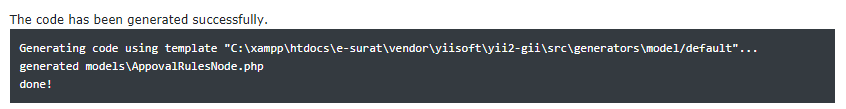 The code has been generated successfully.
Generating code using template "C:\xampp\htdocs\e-surat\vendor\yiisoft\yii2-gii\src\generators\model/default"...
generated models\AppovalRulesNode.php
done!